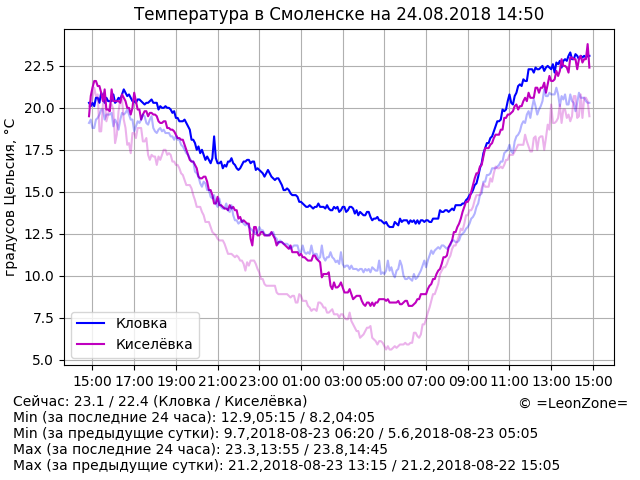 Температура в Смоленске на 24.08.2018 14:50
градусов Цельсия, °C
22.5
20.0
17.5
15.0
12.5
10.0
7.5
5.0
Кловка
Киселёвка
15:00 17:00 19:00 21:00 23:00 01:00 03:00 05:00 07:00 09:00 11:00 13:00 15:00
© =LeonZone=
Сейчас: 23.1 / 22.4 (Кловка / Киселёвка)
Min (за последние 24 часа): 12.9,05:15 / 8.2,04:05
Min (за предыдущие сутки): 9.7,2018-08-23 06:20 / 5.6,2018-08-23 05:05
Max (за последние 24 часа): 23.3,13:55 / 23.8,14:45
Max (за предыдущие сутки): 21.2,2018-08-23 13:15 / 21.2,2018-08-22 15:05